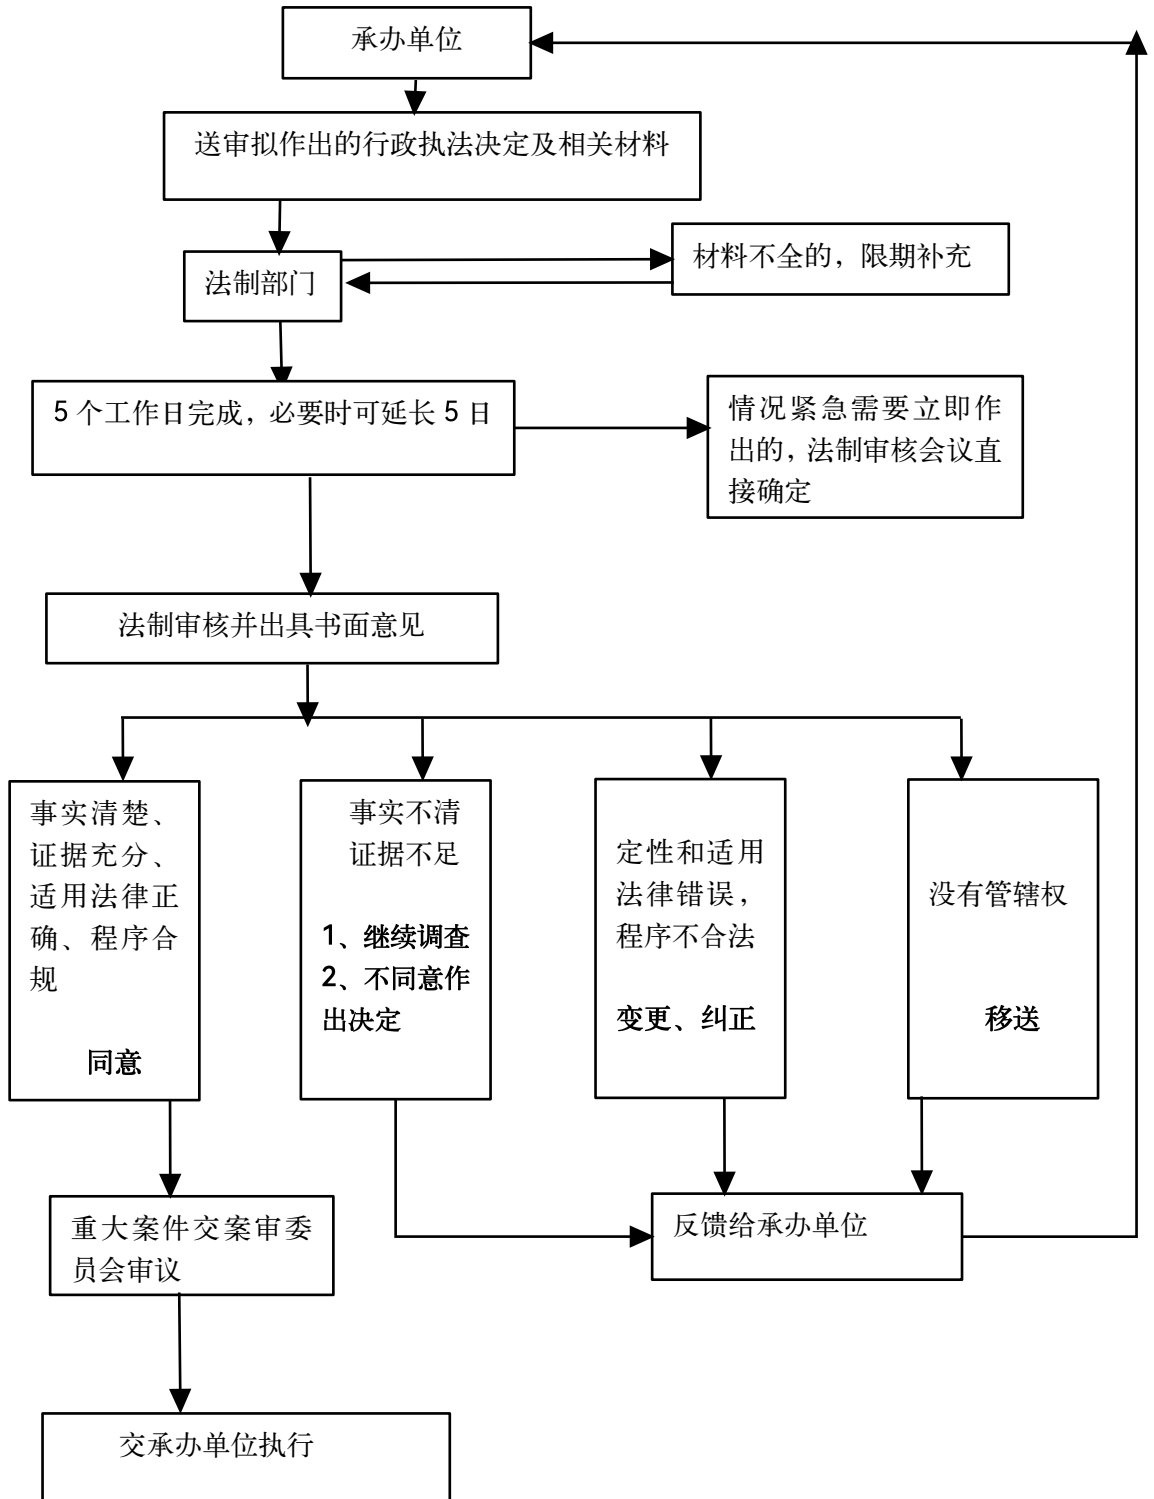 承办单位
送审拟作出的行政执法决定及相关材料
材料不全的，限期补充
法制部门
5 个工作日完成，必要时可延长 5 日
情况紧急需要立即作
出的，法制审核会议直
接确定
法制审核并出具书面意见
事实清楚、
证据充分、
适用法律正
确、程序合
规
同意
事实不清
证据不足
1、继续调查
2、不同意作
出决定
定性和适用
法律错误，
程序不合法
变更、纠正
没有管辖权
移送
重大案件交案审委
员会审议
反馈给承办单位
交承办单位执行